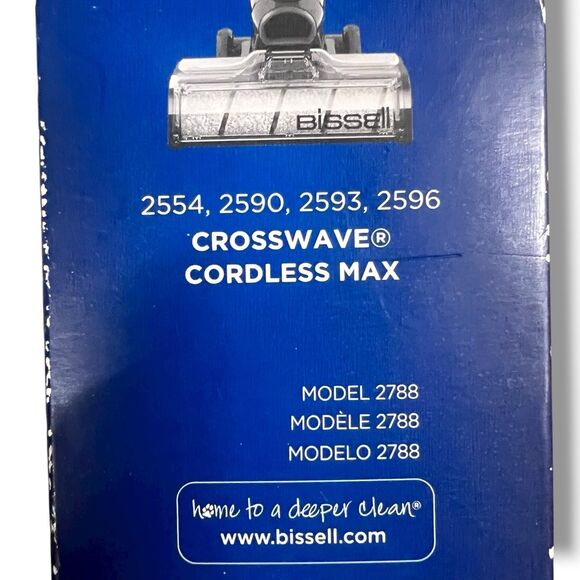 BISSELL
2554, 2590, 2593, 2596
CROSSWAVE®
CORDLESS MAX
MODEL 2788
MODÈLE 2788
MODELO 2788
home to a deeper clean®
www.bissell.com